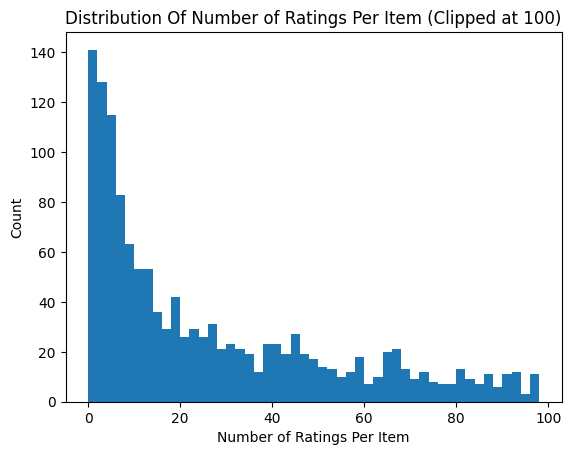 Distribution Of Number of Ratings Per Item (Clipped at 100)
140
120
100
80
60
40
20
0
Count
0 20 40 60 80 100
Number of Ratings Per Item